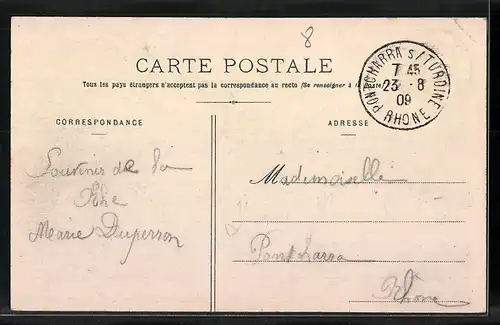 8
CARTE POSTALE
Tous les pays étrangers n'acceptent pas la correspondance au recto (Se renseigner à la Poste)
PONTCHARRA s/TURDINE
7 45
23 - 8
09
RHONE
CORRESPONDANCE
ADRESSE
Souvenir de la
Fête
Marie Duperron
Mademoiselle
Pontcharra
Rhône